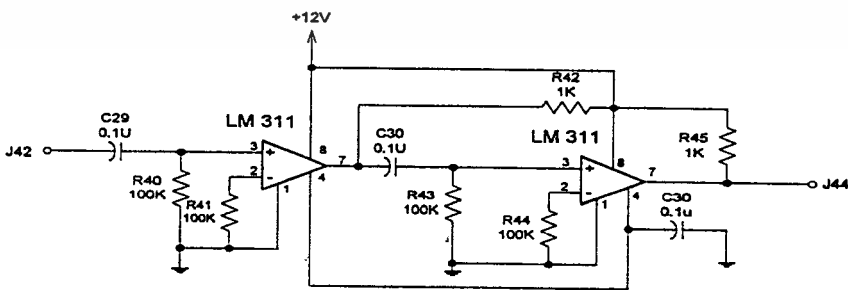 +12V
R42
1K
C29
0.1U
LM 311
C30
0.1U
LM 311
R45
1K
J42
3
+
8
7
2
-
4
1
R40
100K
R41
100K
3
+
8
7
2
-
4
1
R43
100K
R44
100K
C30
0.1u
J44